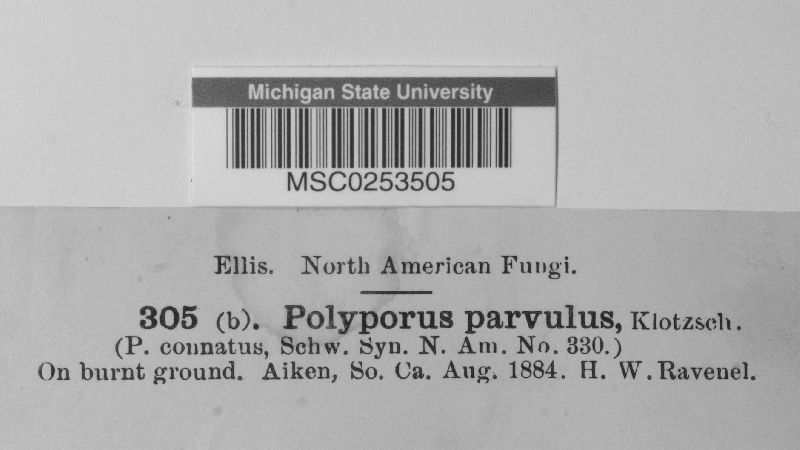 Michigan State University
MSC0253505
Ellis. North American Fungi.
305 (b). Polyporus parvulus, Klotzsch.
(P. connatus, Schw. Syn. N. Am. No. 330.)
On burnt ground. Aiken, So. Ca. Aug. 1884. H. W. Ravenel.